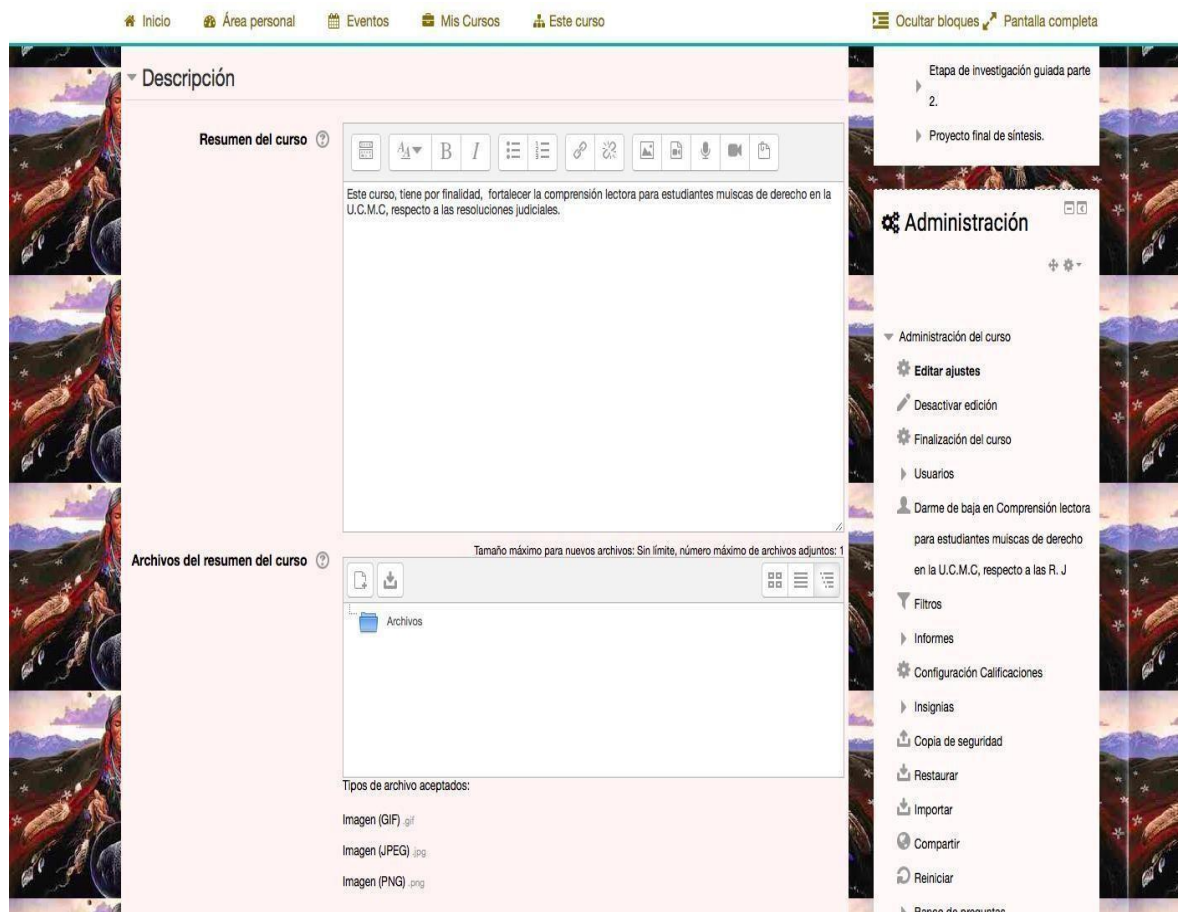 Inicio Área personal Eventos Mis Cursos Este curso Ocultar bloques Pantalla completa
Descripción
Resumen del curso
Este curso, tiene por finalidad, fortalecer la comprensión lectora para estudiantes muiscas de derecho en la
U.C.M.C, respecto a las resoluciones judiciales.
Tamaño máximo para nuevos archivos: Sin límite, número máximo de archivos adjuntos: 1
Archivos del resumen del curso
Archivos
Tipos de archivo aceptados:
Imagen (GIF) .gif
Imagen (JPEG) .jpg
Imagen (PNG) .png
Etapa de investigación guiada parte
2.
Proyecto final de síntesis.
Administración
Administración del curso
Editar ajustes
Desactivar edición
Finalización del curso
Usuarios
Darme de baja en Comprensión lectora
para estudiantes muiscas de derecho
en la U.C.M.C, respecto a las R. J
Filtros
Informes
Configuración Calificaciones
Insignias
Copia de seguridad
Restaurar
Importar
Compartir
Reiniciar
Banco de preguntas